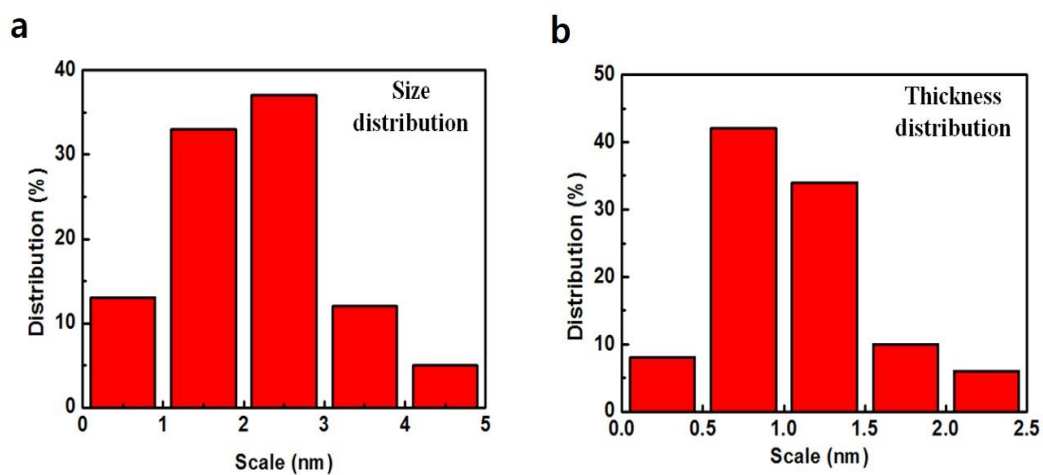 a
Size
distribution
Distribution (%)
40
30
20
10
0
0 1 2 3 4 5
Scale (nm)
b
Thickness
distribution
Distribution (%)
50
40
30
20
10
0
0.0 0.5 1.0 1.5 2.0 2.5
Scale (nm)